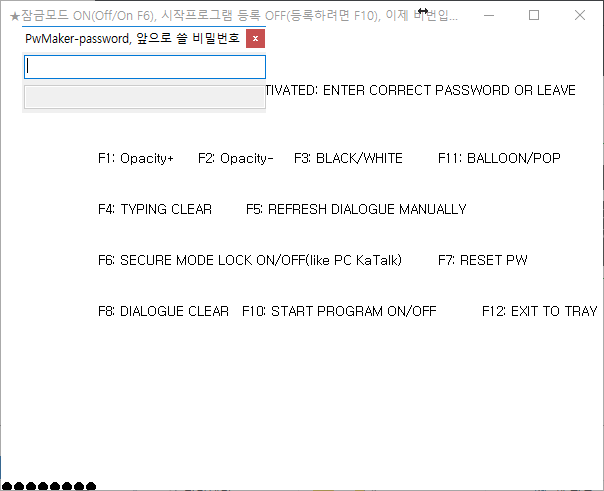 ★잠금모드 ON(Off/On F6), 시작프로그램 등록 OFF(등록하려면 F10), 이제 비번입...
PwMaker-password, 앞으로 쓸 비밀번호
TIVATED: ENTER CORRECT PASSWORD OR LEAVE
F1: Opacity+ F2: Opacity- F3: BLACK/WHITE F11: BALLOON/POP
F4: TYPING CLEAR F5: REFRESH DIALOGUE MANUALLY
F6: SECURE MODE LOCK ON/OFF(like PC KaTalk) F7: RESET PW
F8: DIALOGUE CLEAR F10: START PROGRAM ON/OFF F12: EXIT TO TRAY